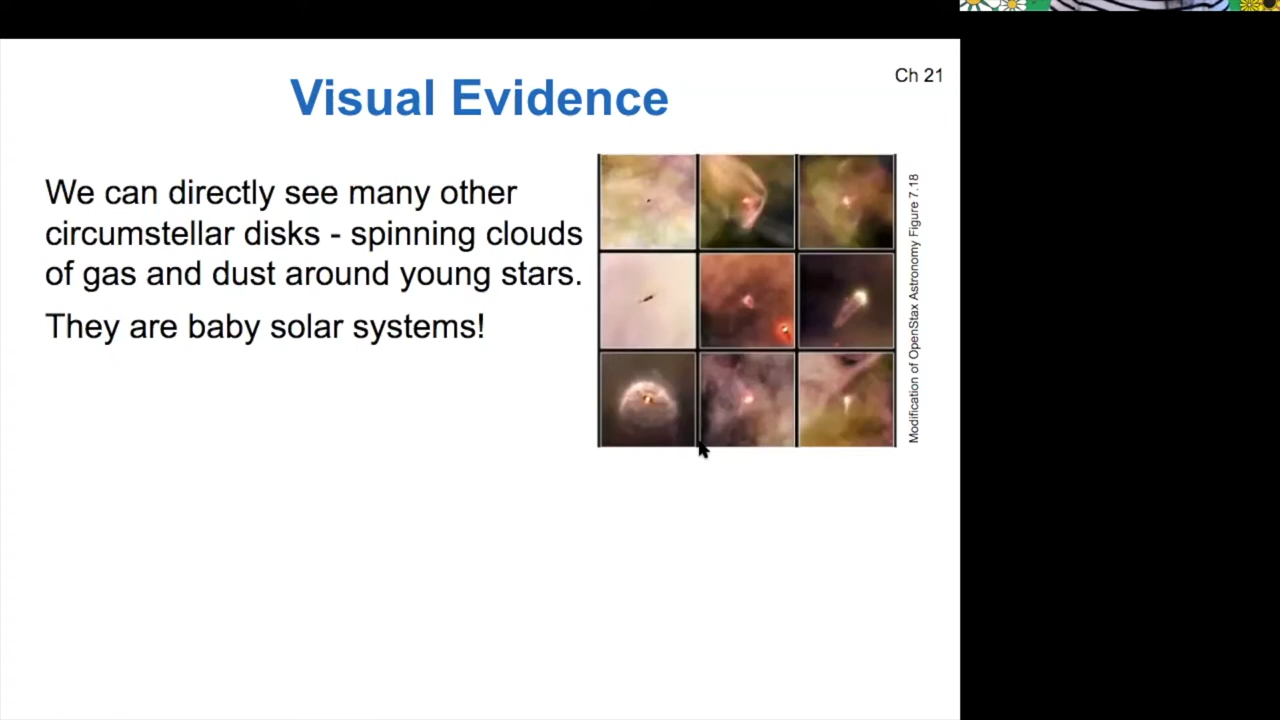 Ch 21
Visual Evidence
We can directly see many other
circumstellar disks - spinning clouds
of gas and dust around young stars.
They are baby solar systems!
Modification of OpenStax Astronomy Figure 7.18